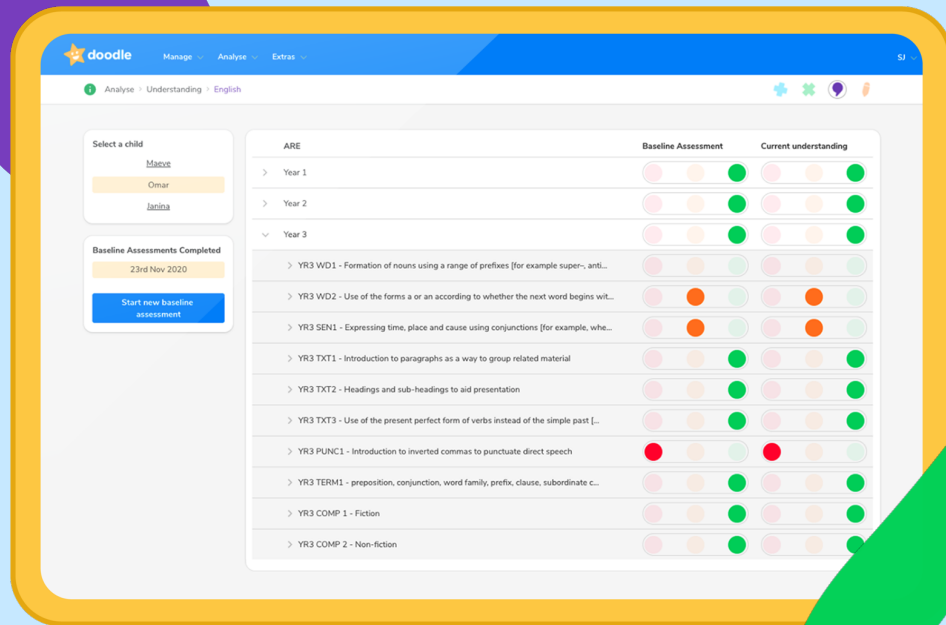 doodle
Manage
Analyse
Extras
SJ
Analyse > Understanding > English
Select a child
Maeve
Omar
Janina
Baseline Assessments Completed
23rd Nov 2020
Start new baseline
assessment
ARE Baseline Assessment Current understanding
Year 1
Year 2
Year 3
YR3 WD1 - Formation of nouns using a range of prefixes [for example super–, anti...
YR3 WD2 - Use of the forms a or an according to whether the next word begins wit...
YR3 SEN1 - Expressing time, place and cause using conjunctions [for example, whe...
YR3 TXT1 - Introduction to paragraphs as a way to group related material
YR3 TXT2 - Headings and sub-headings to aid presentation
YR3 TXT3 - Use of the present perfect form of verbs instead of the simple past [...
YR3 PUNC1 - Introduction to inverted commas to punctuate direct speech
YR3 TERM1 - preposition, conjunction, word family, prefix, clause, subordinate c...
YR3 COMP 1 - Fiction
YR3 COMP 2 - Non-fiction